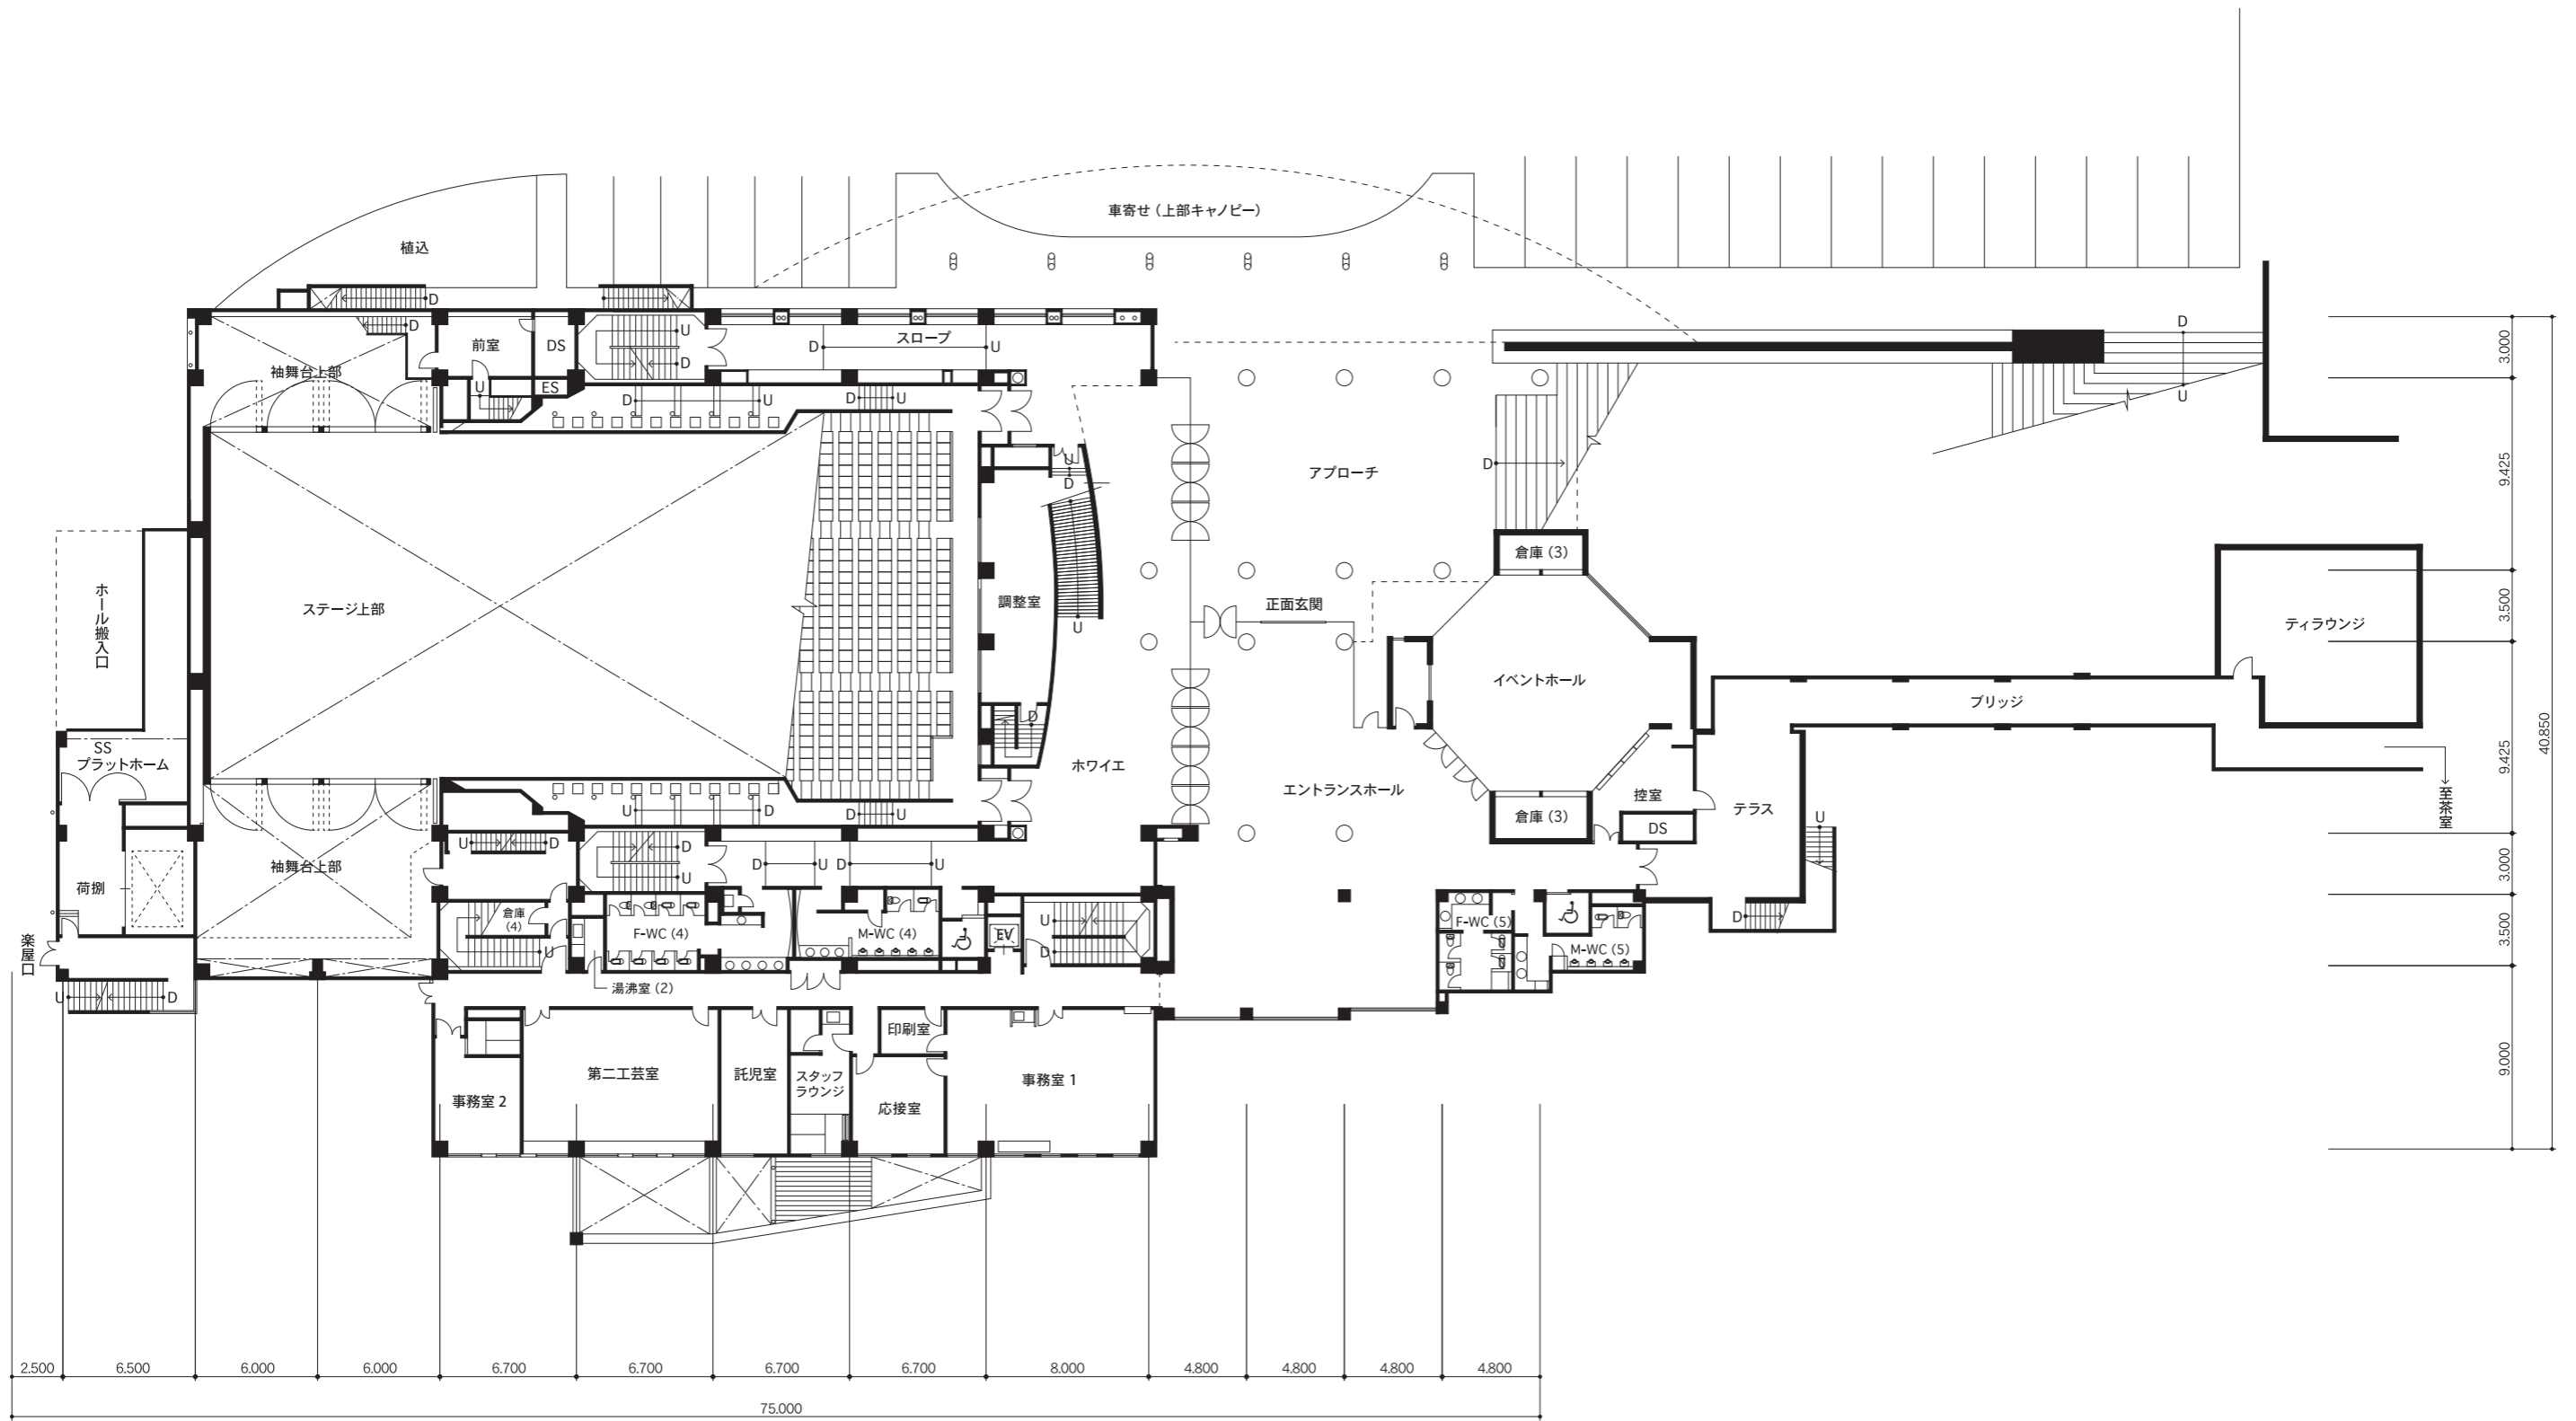 車寄せ（上部キャノピー）
植込
D
D
U
D
前室
DS
スロープ
D
U
袖舞台上部
U
ES
D
U
D
U
D
U
3.000
アプローチ
D
U
D
9.425
倉庫（3）
ホール搬入口
ステージ上部
調整室
U
正面玄関
3.500
ティラウンジ
イベントホール
ブリッジ
D
ホワイエ
SS
プラットホーム
エントランスホール
控室
テラス
9.425
40.850
至茶室
U
D
D
U
倉庫（3）
DS
U
U
D
D
U
D
U
D
U
袖舞台上部
荷捌
3.000
倉庫
（4）
U
F-WC（4）
M-WC（4）
EV
U
D
F-WC（5）
M-WC（5）
D
3.500
楽屋口
U
D
湯沸室（2）
事務室 2
第二工芸室
託児室
スタッフ
ラウンジ
印刷室
応接室
事務室 1
9.000
2.500
6.500
6.000
6.000
6.700
6.700
6.700
6.700
8.000
4.800
4.800
4.800
4.800
75.000